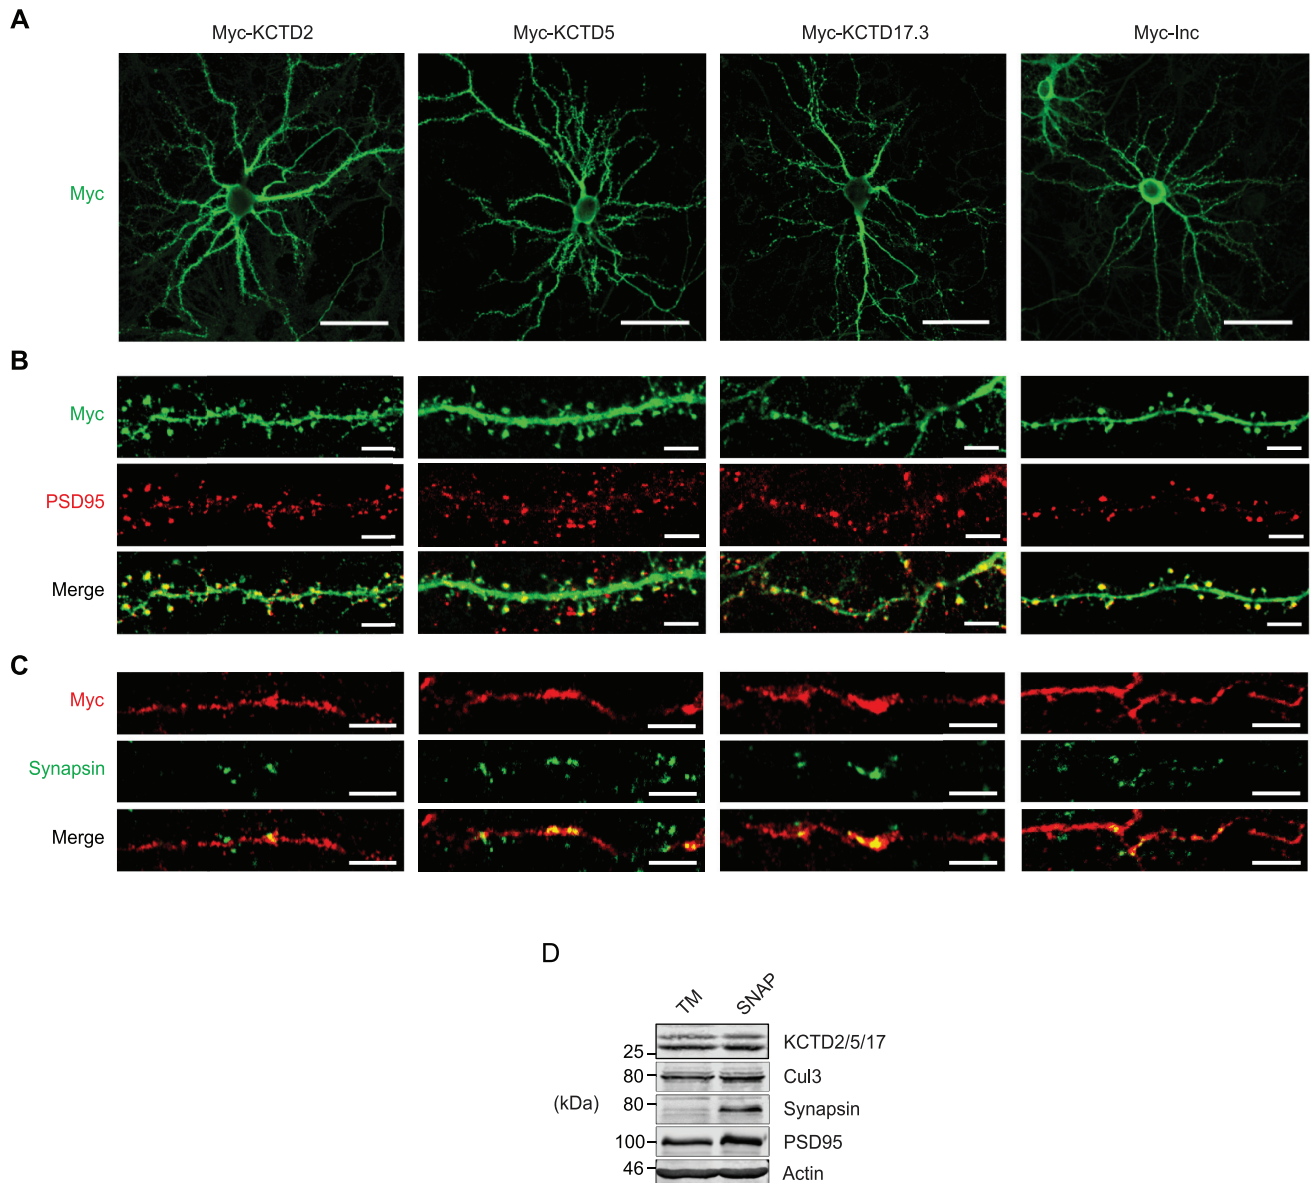 A
Myc-KCTD2
Myc-KCTD5
Myc-KCTD17.3
Myc-Inc
Myc
B
Myc
PSD95
Merge
C
Myc
Synapsin
Merge
D
TM
SNAP
25
KCTD2/5/17
80
Cul3
(kDa)
80
Synapsin
100
PSD95
46
Actin